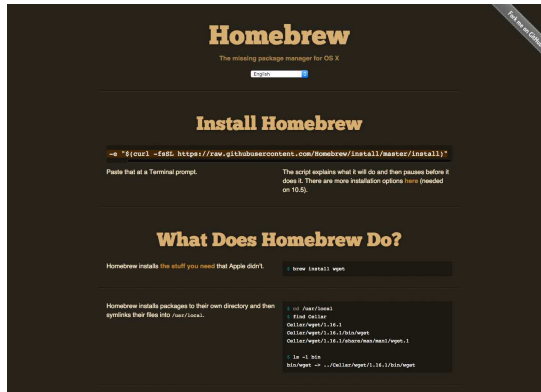 Fork me on GitHub
Homebrew
The missing package manager for OS X
English
Install Homebrew
-e "$(curl -fsSL https://raw.githubusercontent.com/Homebrew/install/master/install)"
Paste that at a Terminal prompt.
The script explains what it will do and then pauses before it
does it. There are more installation options here (needed
on 10.5).
What Does Homebrew Do?
Homebrew installs the stuff you need that Apple didn't.
$ brew install wget
Homebrew installs packages to their own directory and then
symlinks their files into /usr/local.
$ cd /usr/local
$ find Cellar
Cellar/wget/1.16.1
Cellar/wget/1.16.1/bin/wget
Cellar/wget/1.16.1/share/man/man1/wget.1
$ ls -l bin
bin/wget -> ../Cellar/wget/1.16.1/bin/wget